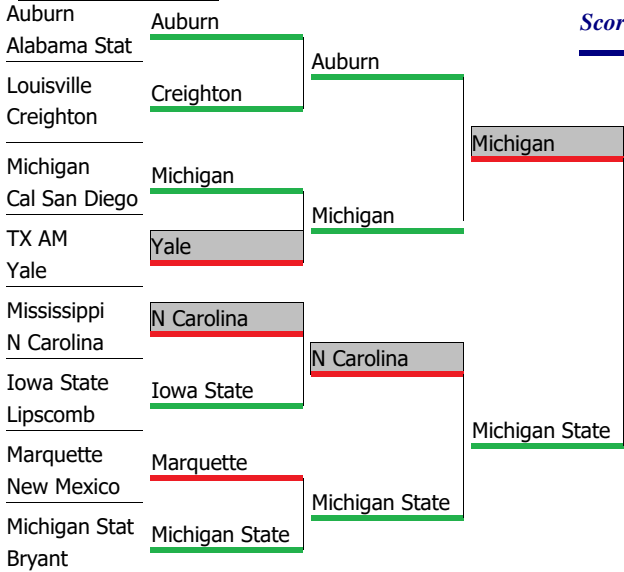 Auburn
Alabama Stat
Louisville
Creighton
Michigan
Cal San Diego
TX AM
Yale
Mississippi
N Carolina
Iowa State
Lipscomb
Marquette
New Mexico
Michigan Stat
Bryant
Auburn
Creighton
Michigan
Yale
N Carolina
Iowa State
Marquette
Michigan State
Auburn
Michigan
N Carolina
Michigan State
Michigan
Michigan State
Scor